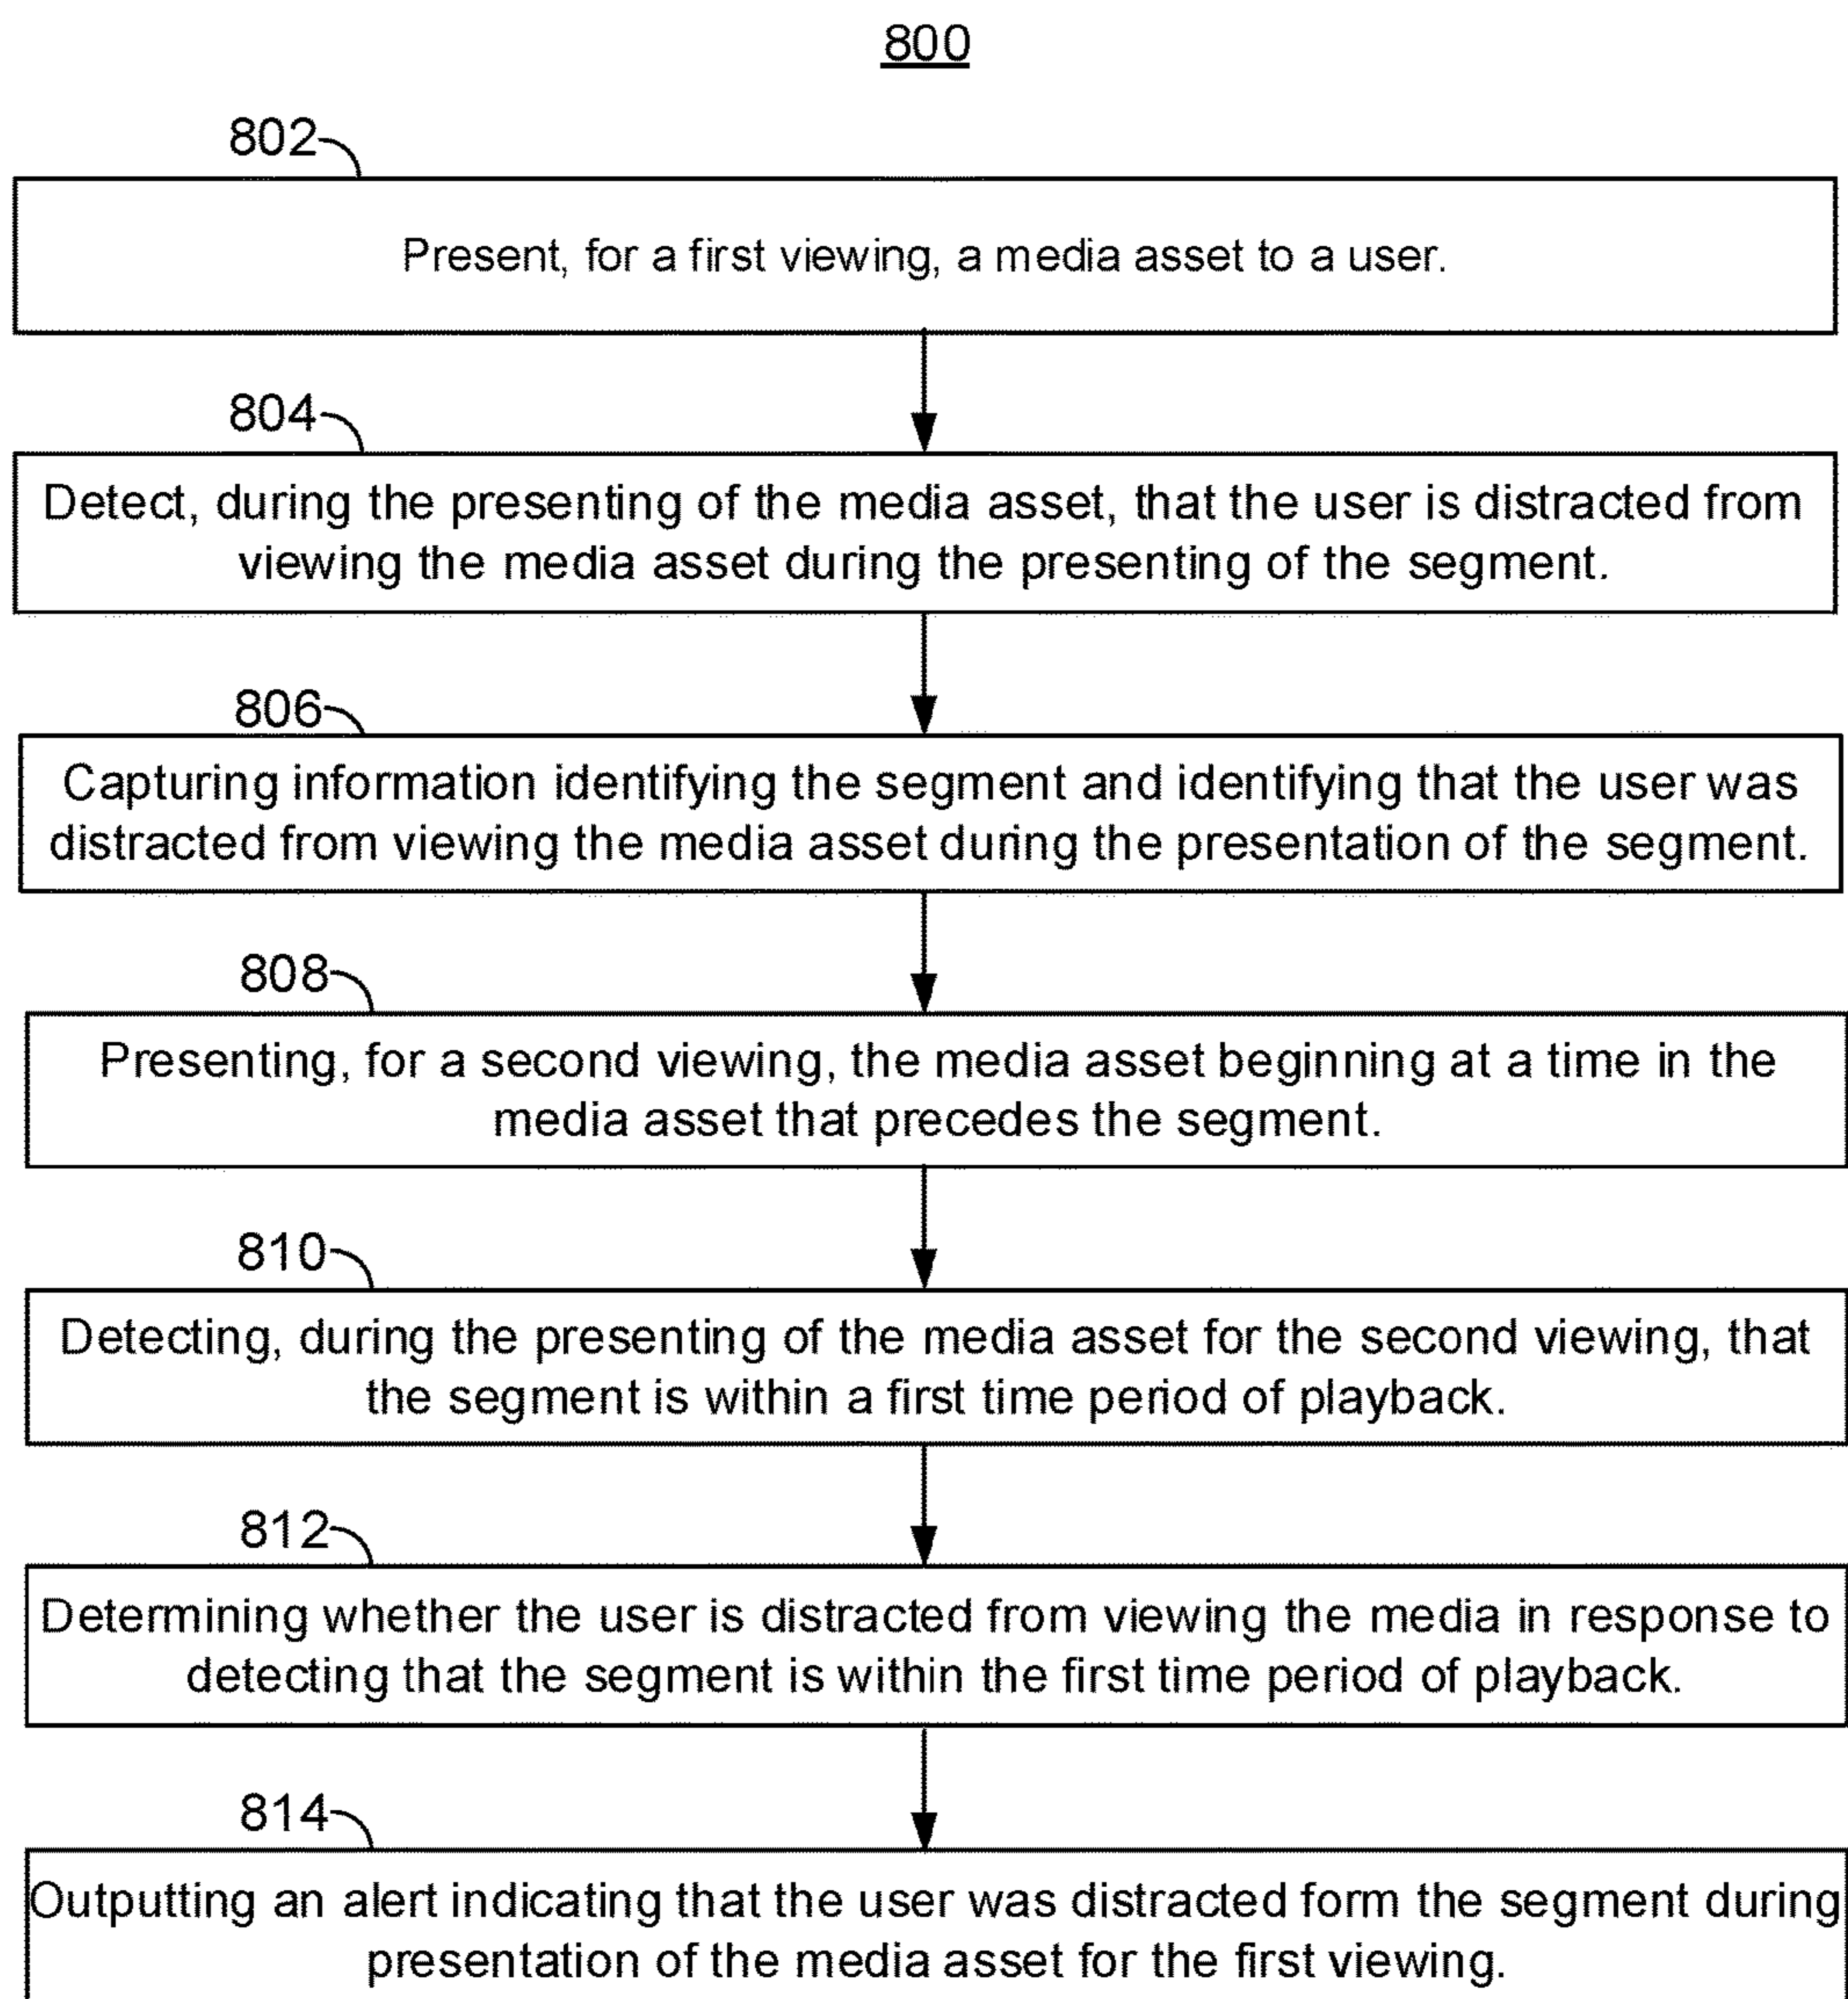 800
802
Present, for a first viewing, a media asset to a user.
804
Detect, during the presenting of the media asset, that the user is distracted from
viewing the media asset during the presenting of the segment.
806
Capturing information identifying the segment and identifying that the user was
distracted from viewing the media asset during the presentation of the segment.
808
Presenting, for a second viewing, the media asset beginning at a time in the
media asset that precedes the segment.
810
Detecting, during the presenting of the media asset for the second viewing, that
the segment is within a first time period of playback.
812
Determining whether the user is distracted from viewing the media in response to
detecting that the segment is within the first time period of playback.
814
Outputting an alert indicating that the user was distracted form the segment during
presentation of the media asset for the first viewing.